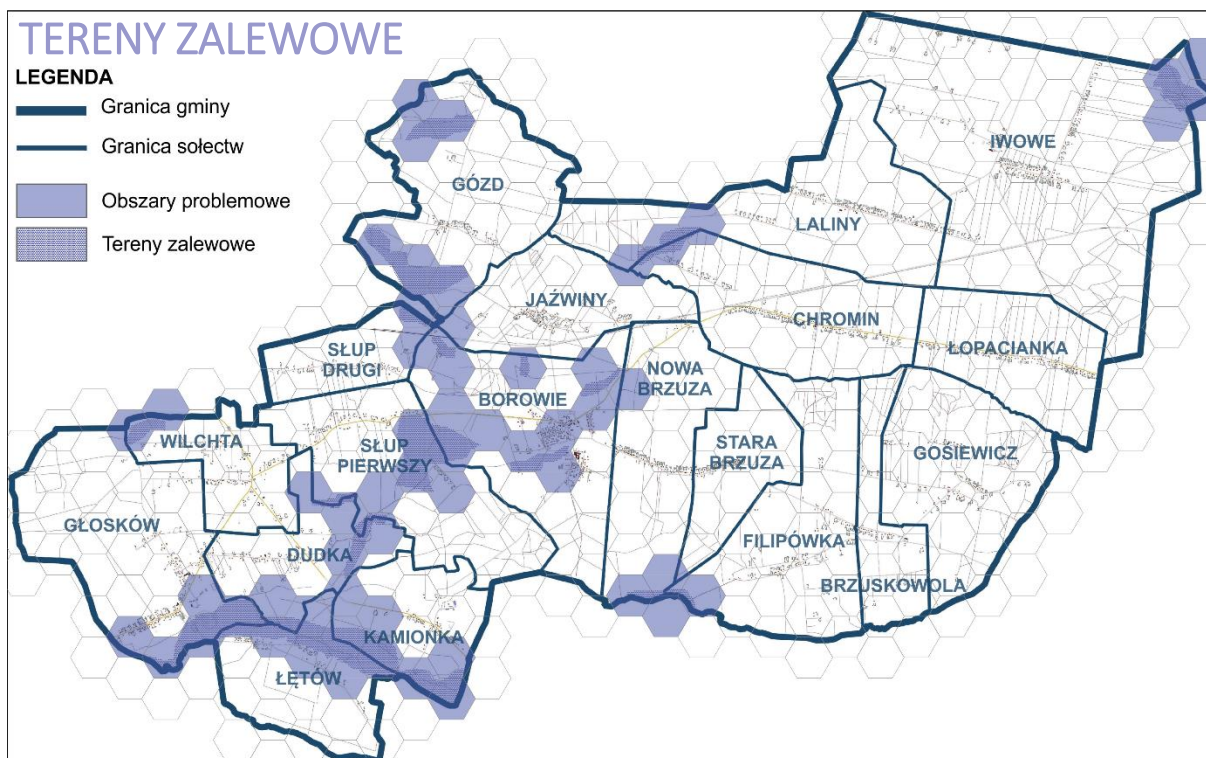 TERENY ZALEWOWE
LEGENDA
Granica gminy
Granica sołectw
Obszary problemowe
Tereny zalewowe
IWOWE
GÓZD
LALINY
JAŹWINY
CHROMIN
ŁOPACIANKA
SŁUP
DRUGI
NOWA
BRZUZA
BOROWIE
WILCHTA
SŁUP
PIERWSZY
STARA
BRZUZA
GOSIEWICZ
GŁOSKÓW
DUDKA
FILIPÓWKA
BRZUSKOWOLA
KAMIONKA
ŁĘTÓW